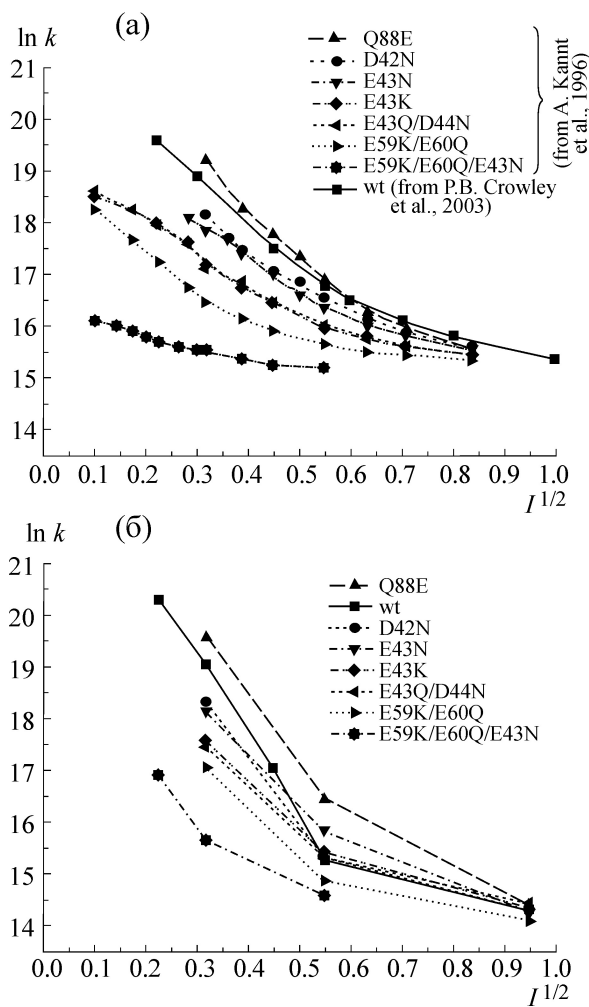 (а)
ln k
21
20
19
18
17
16
15
14
Q88E
D42N
E43N
E43K
E43Q/D44N
E59K/E60Q
E59K/E60Q/E43N
wt (from P.B. Crowley
et al., 2003)
(from A. Kannt
et al., 1996)
0.0 0.1 0.2 0.3 0.4 0.5 0.6 0.7 0.8 0.9 1.0
I 1/2
(б)
ln k
21
20
19
18
17
16
15
14
Q88E
wt
D42N
E43N
E43K
E43Q/D44N
E59K/E60Q
E59K/E60Q/E43N
0.0 0.1 0.2 0.3 0.4 0.5 0.6 0.7 0.8 0.9 1.0
I 1/2